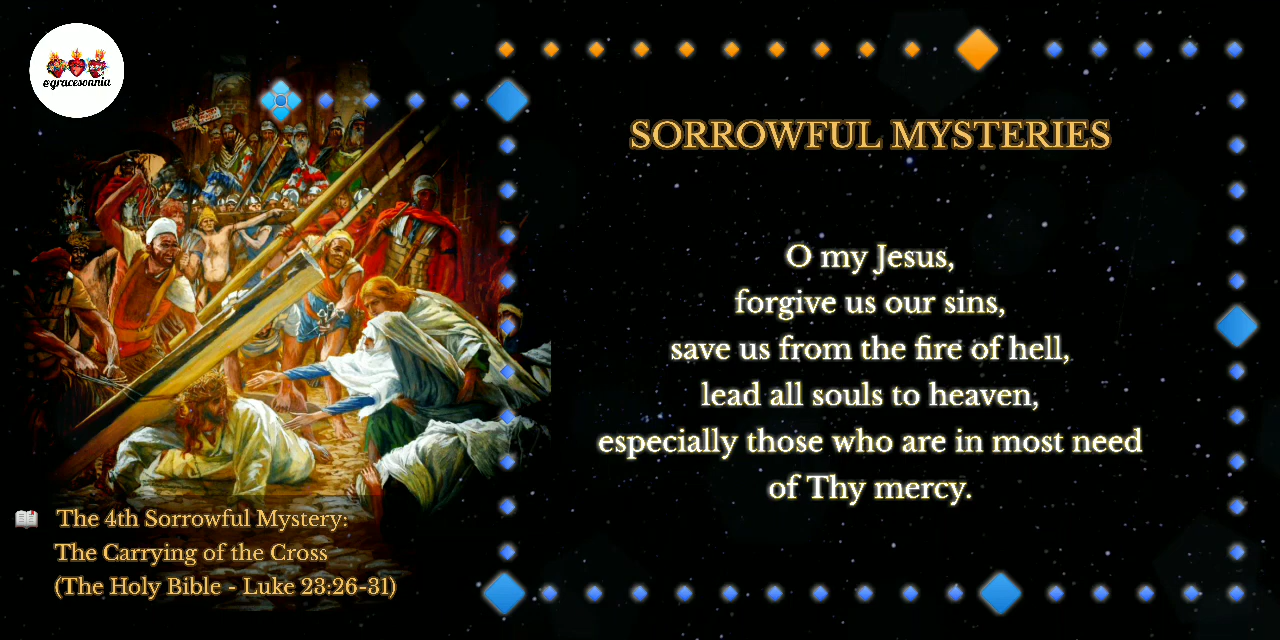 @gracesonnia
SORROWFUL MYSTERIES
O my Jesus,
forgive us our sins,
save us from the fire of hell,
lead all souls to heaven,
especially those who are in most need
of Thy mercy.
The 4th Sorrowful Mystery:
The Carrying of the Cross
(The Holy Bible - Luke 23:26-31)